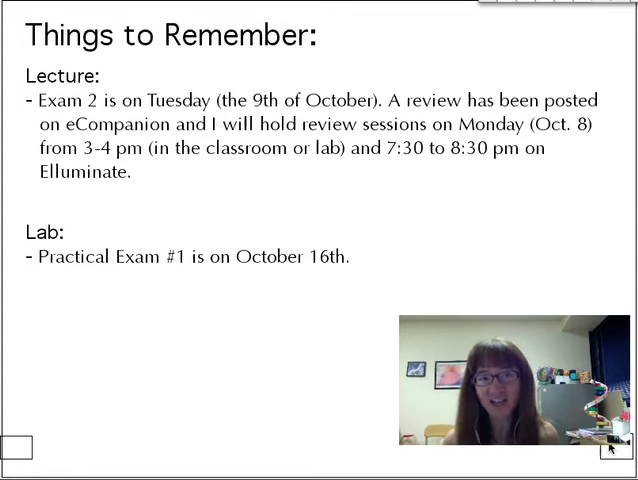 Things to Remember:
Lecture:
- Exam 2 is on Tuesday (the 9th of October). A review has been posted
on eCompanion and I will hold review sessions on Monday (Oct. 8)
from 3-4 pm (in the classroom or lab) and 7:30 to 8:30 pm on
Elluminate.
Lab:
- Practical Exam #1 is on October 16th.